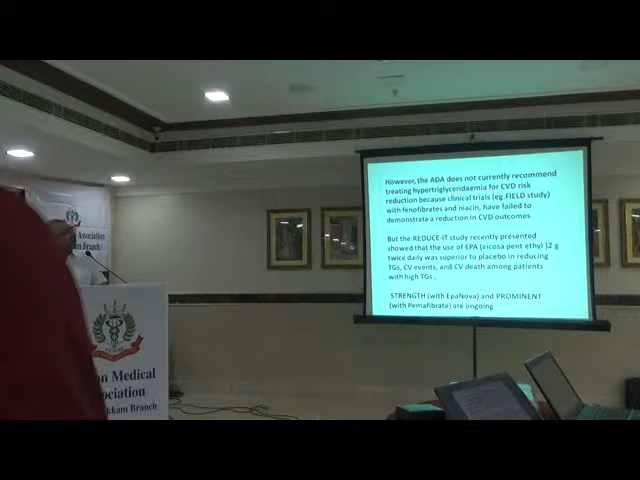 However, the ADA does not currently recommend
treating hypertriglyceridaemia for CVD risk
reduction because clinical trials (eg.FIELD study)
with fenofibrates and niacin, have failed to
demonstrate a reduction in CVD outcomes.
But the REDUCE-IT study recently presented
showed that the use of EPA (eicosa pent ethyl )2 g
twice daily was superior to placebo in reducing
TGs, CV events, and CV death among patients
with high TGs ,
STRENGTH (with EpaNova) and PROMINENT
(with Pemafibrate) are ongoing
Association
Branch
an Medical
ssociation
kkam Branch